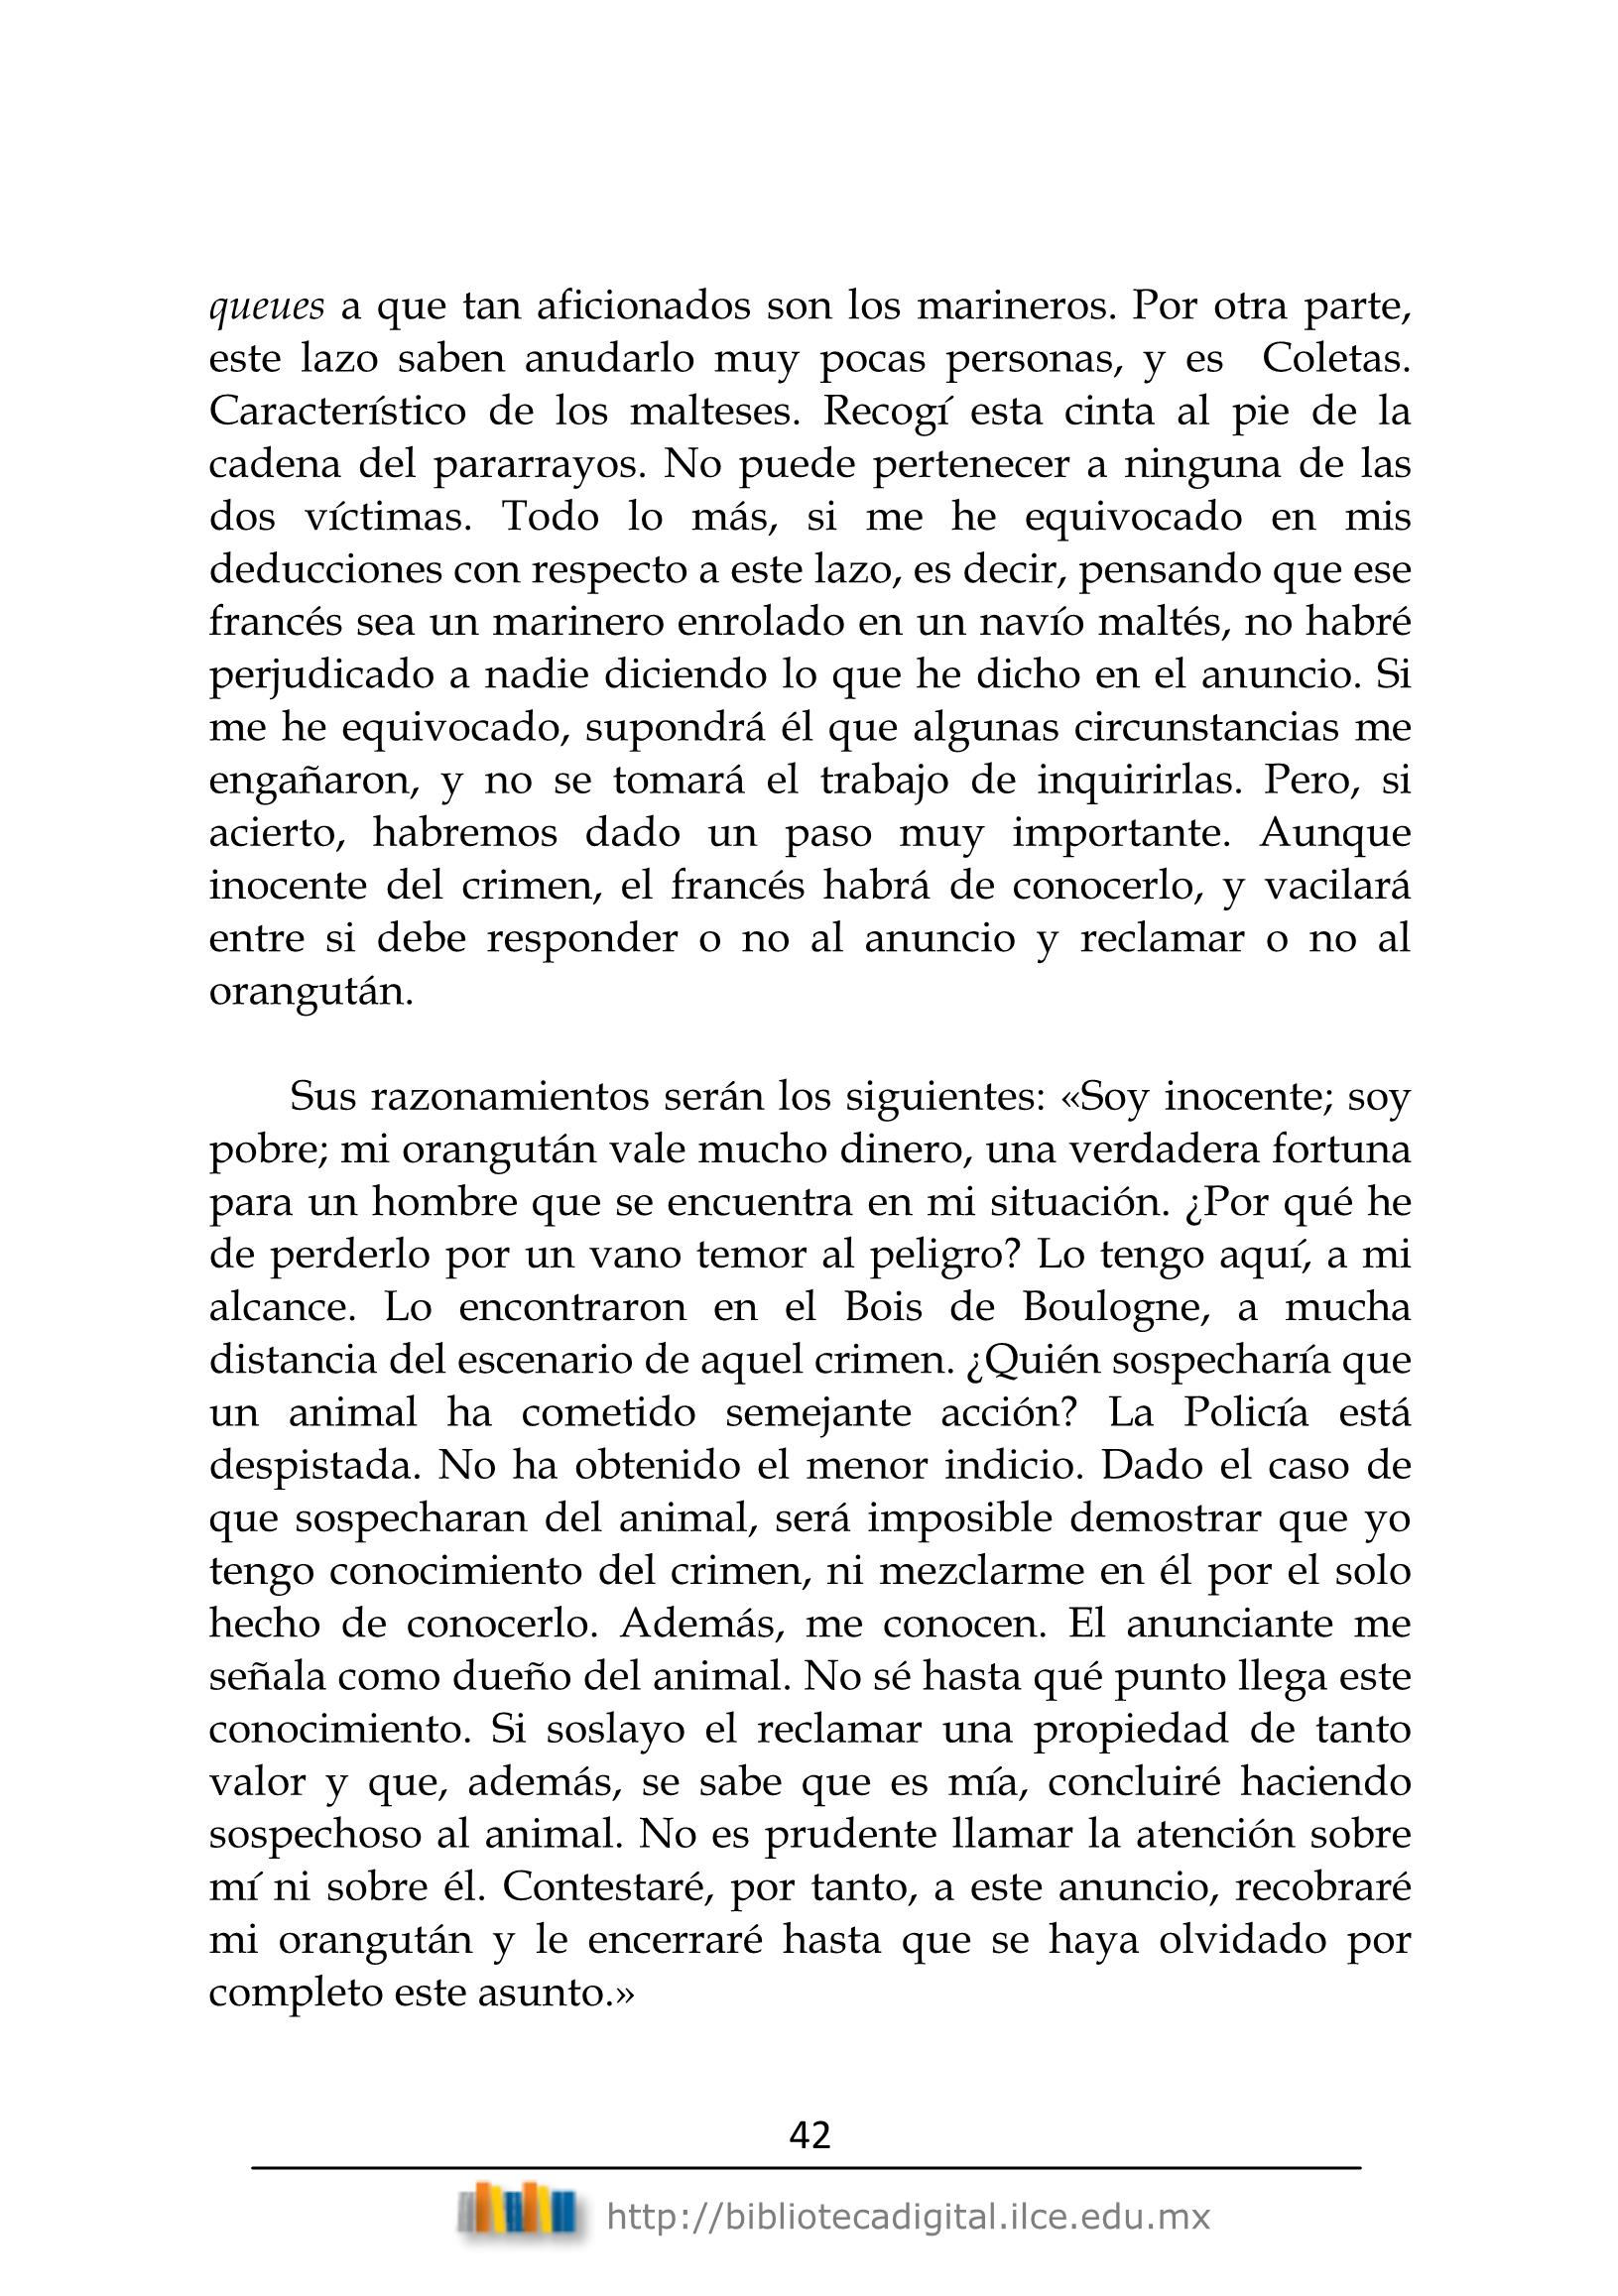 queues a que tan aficionados son los marineros. Por otra parte,
este lazo saben anudarlo muy pocas personas, y es Coletas.
Característico de los malteses. Recogí esta cinta al pie de la
cadena del pararrayos. No puede pertenecer a ninguna de las
dos víctimas. Todo lo más, si me he equivocado en mis
deducciones con respecto a este lazo, es decir, pensando que ese
francés sea un marinero enrolado en un navío maltés, no habré
perjudicado a nadie diciendo lo que he dicho en el anuncio. Si
me he equivocado, supondrá él que algunas circunstancias me
engañaron, y no se tomará el trabajo de inquirirlas. Pero, si
acierto, habremos dado un paso muy importante. Aunque
inocente del crimen, el francés habrá de conocerlo, y vacilará
entre si debe responder o no al anuncio y reclamar o no al
orangután.
Sus razonamientos serán los siguientes: «Soy inocente; soy
pobre; mi orangután vale mucho dinero, una verdadera fortuna
para un hombre que se encuentra en mi situación. ¿Por qué he
de perderlo por un vano temor al peligro? Lo tengo aquí, a mi
alcance. Lo encontraron en el Bois de Boulogne, a mucha
distancia del escenario de aquel crimen. ¿Quién sospecharía que
un animal ha cometido semejante acción? La Policía está
despistada. No ha obtenido el menor indicio. Dado el caso de
que sospecharan del animal, será imposible demostrar que yo
tengo conocimiento del crimen, ni mezclarme en él por el solo
hecho de conocerlo. Además, me conocen. El anunciante me
señala como dueño del animal. No sé hasta qué punto llega este
conocimiento. Si soslayo el reclamar una propiedad de tanto
valor y que, además, se sabe que es mía, concluiré haciendo
sospechoso al animal. No es prudente llamar la atención sobre
mí ni sobre él. Contestaré, por tanto, a este anuncio, recobraré
mi orangután y le encerraré hasta que se haya olvidado por
completo este asunto.»
42
http://bibliotecadigital.ilce.edu.mx